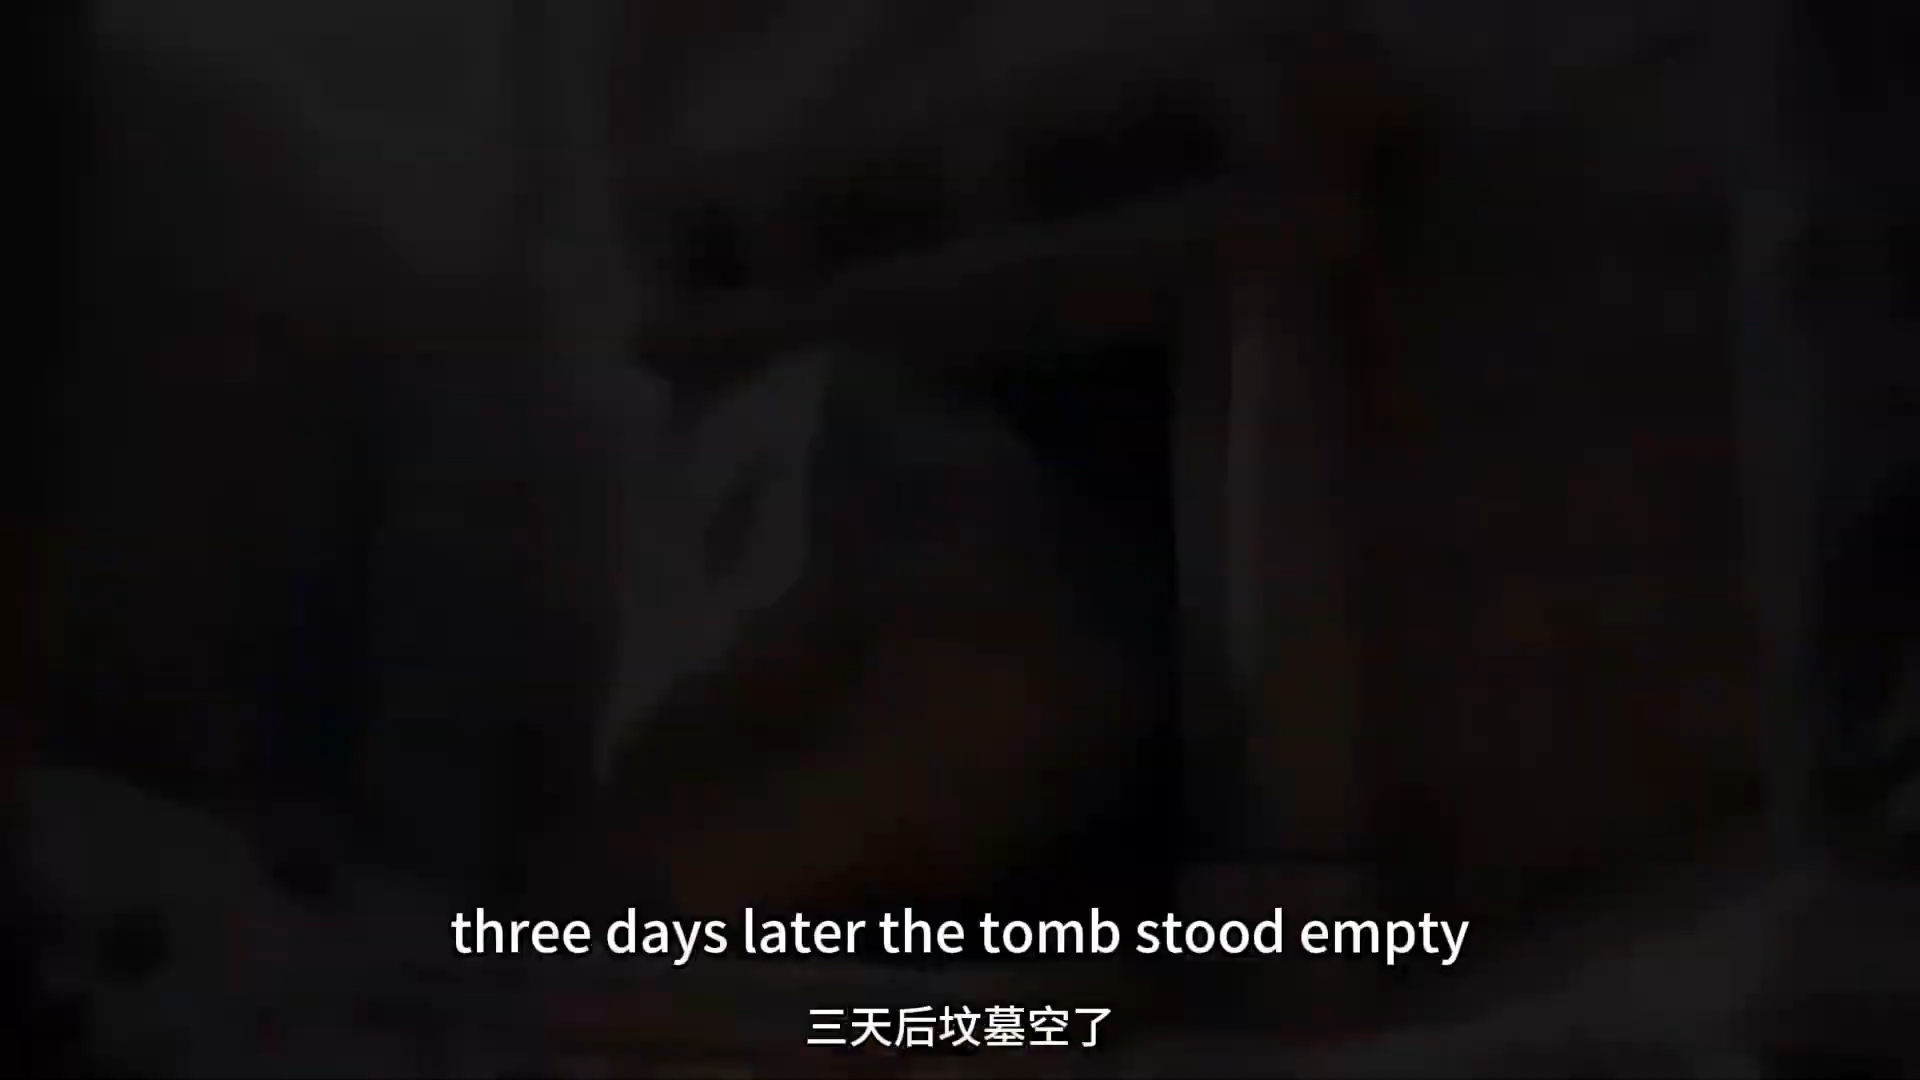 three days later the tomb stood empty
三天后坟墓空了